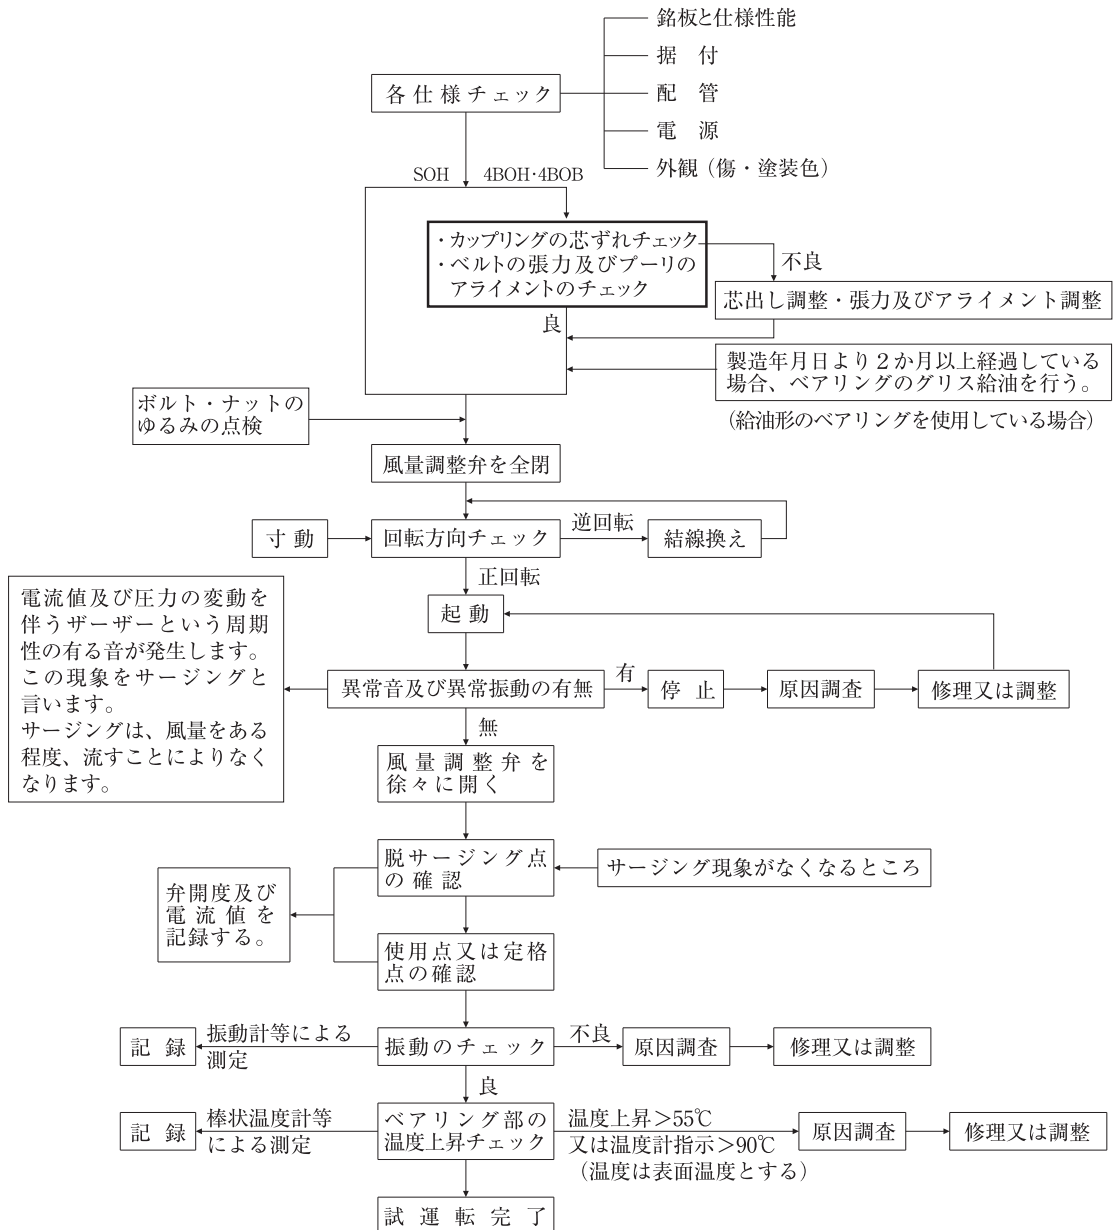 銘板と仕様性能
据　付
各仕様チェック
配　管
電　源
外観（傷・塗装色）
SOH
4BOH･4BOB
・カップリングの芯ずれチェック
・ベルトの張力及びプーリの
アライメントのチェック
不良
芯出し調整・張力及びアライメント調整
良
製造年月日より２か月以上経過している
場合、ベアリングのグリス給油を行う。
（給油形のベアリングを使用している場合）
ボルト・ナットの
ゆるみの点検
風量調整弁を全閉
寸 動
回転方向チェック
逆回転
結線換え
正回転
起 動
電流値及び圧力の変動を
伴うザーザーという周期
性の有る音が発生します。
この現象をサージングと
言います。
サージングは、風量をある
程度、流すことによりなく
なります。
異常音及び異常振動の有無
有
停 止
原因調査
修理又は調整
無
風量調整弁を
徐々に開く
脱サージング点
の確認
サージング現象がなくなるところ
弁開度及び
電流値を
記録する。
使用点又は定格
点の確認
記 録
振動計等による
測定
振動のチェック
不良
原因調査
修理又は調整
良
記 録
棒状温度計等
による測定
ベアリング部の
温度上昇チェック
温度上昇＞55℃
又は温度計指示＞90℃
（温度は表面温度とする）
原因調査
修理又は調整
試運転完了